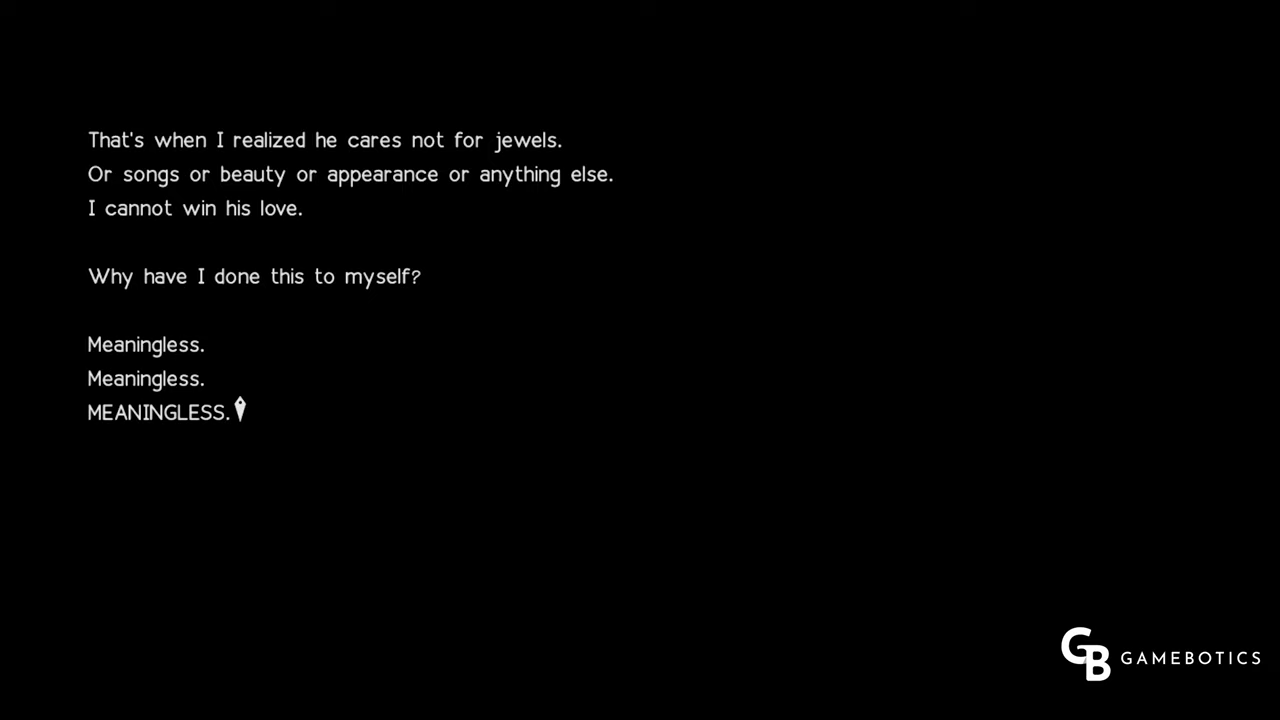 That's when I realized he cares not for jewels.
Or songs or beauty or appearance or anything else.
I cannot win his love.
Why have I done this to myself?
Meaningless.
Meaningless.
MEANINGLESS.
GB GAMEBOTICS